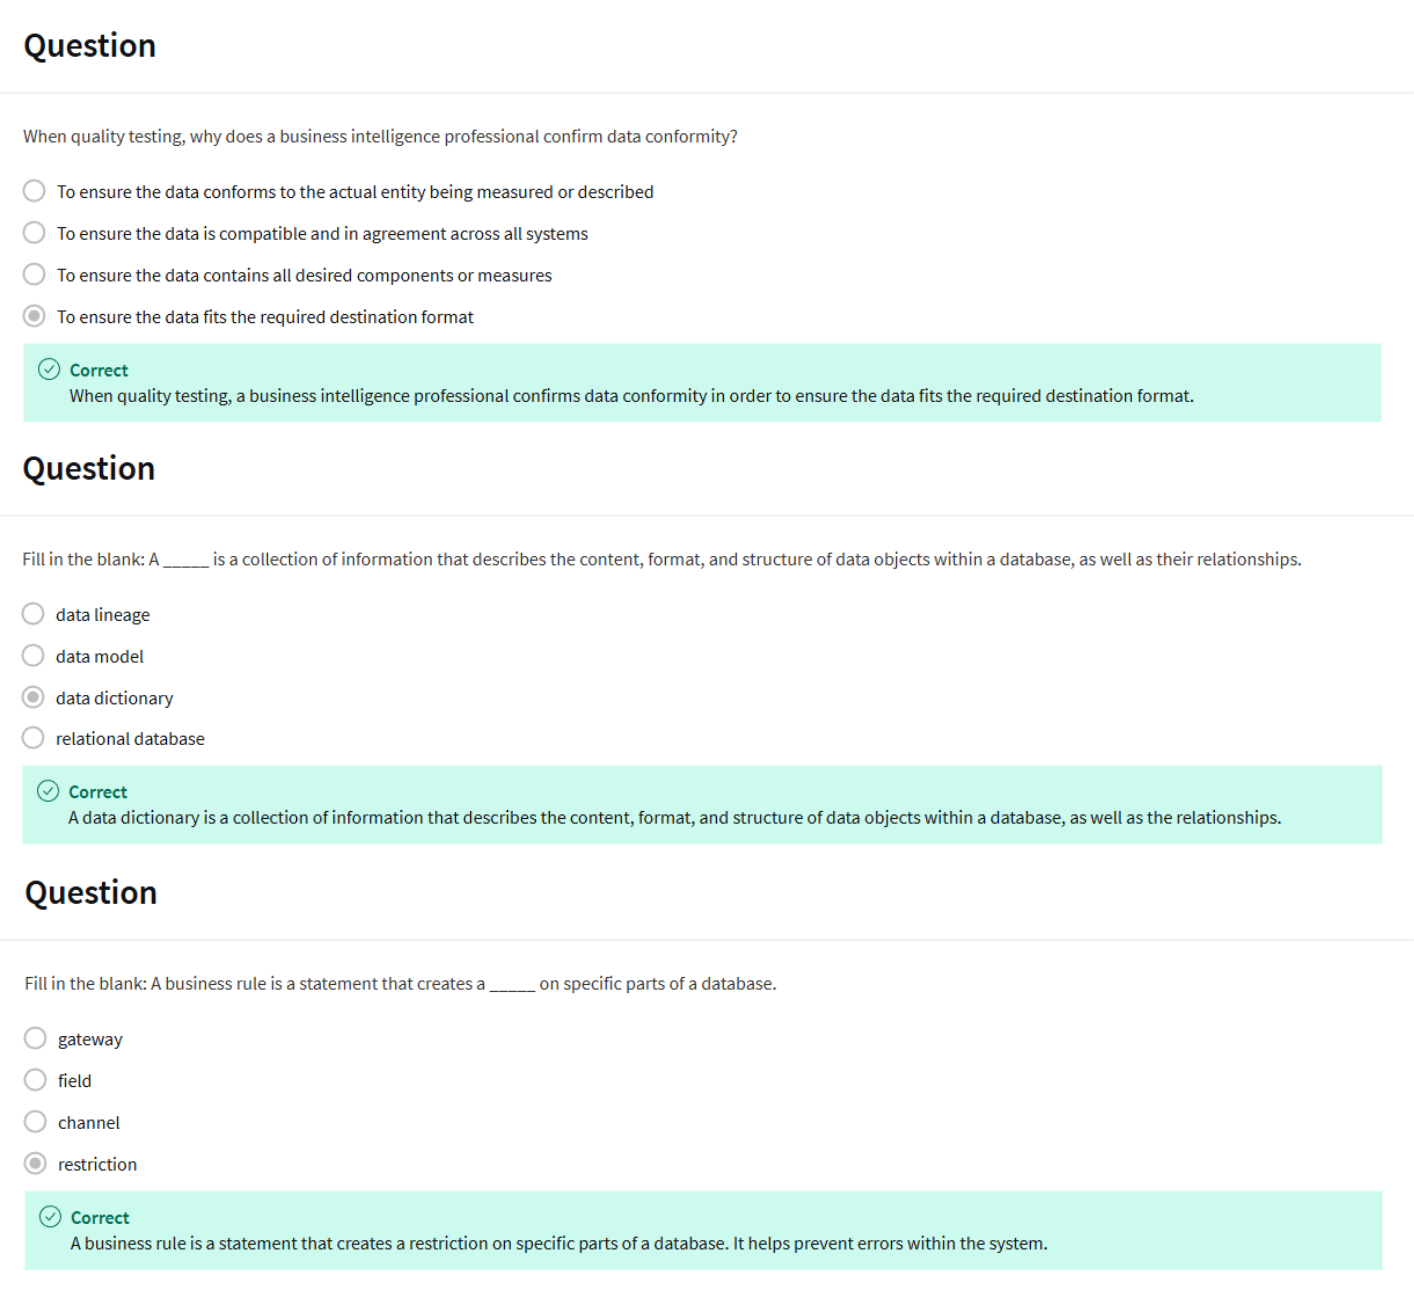 Question
When quality testing, why does a business intelligence professional confirm data conformity?
To ensure the data conforms to the actual entity being measured or described
To ensure the data is compatible and in agreement across all systems
To ensure the data contains all desired components or measures
To ensure the data fits the required destination format
Correct
When quality testing, a business intelligence professional confirms data conformity in order to ensure the data fits the required destination format.
Question
Fill in the blank: A _____ is a collection of information that describes the content, format, and structure of data objects within a database, as well as their relationships.
data lineage
data model
data dictionary
relational database
Correct
A data dictionary is a collection of information that describes the content, format, and structure of data objects within a database, as well as the relationships.
Question
Fill in the blank: A business rule is a statement that creates a _____ on specific parts of a database.
gateway
field
channel
restriction
Correct
A business rule is a statement that creates a restriction on specific parts of a database. It helps prevent errors within the system.